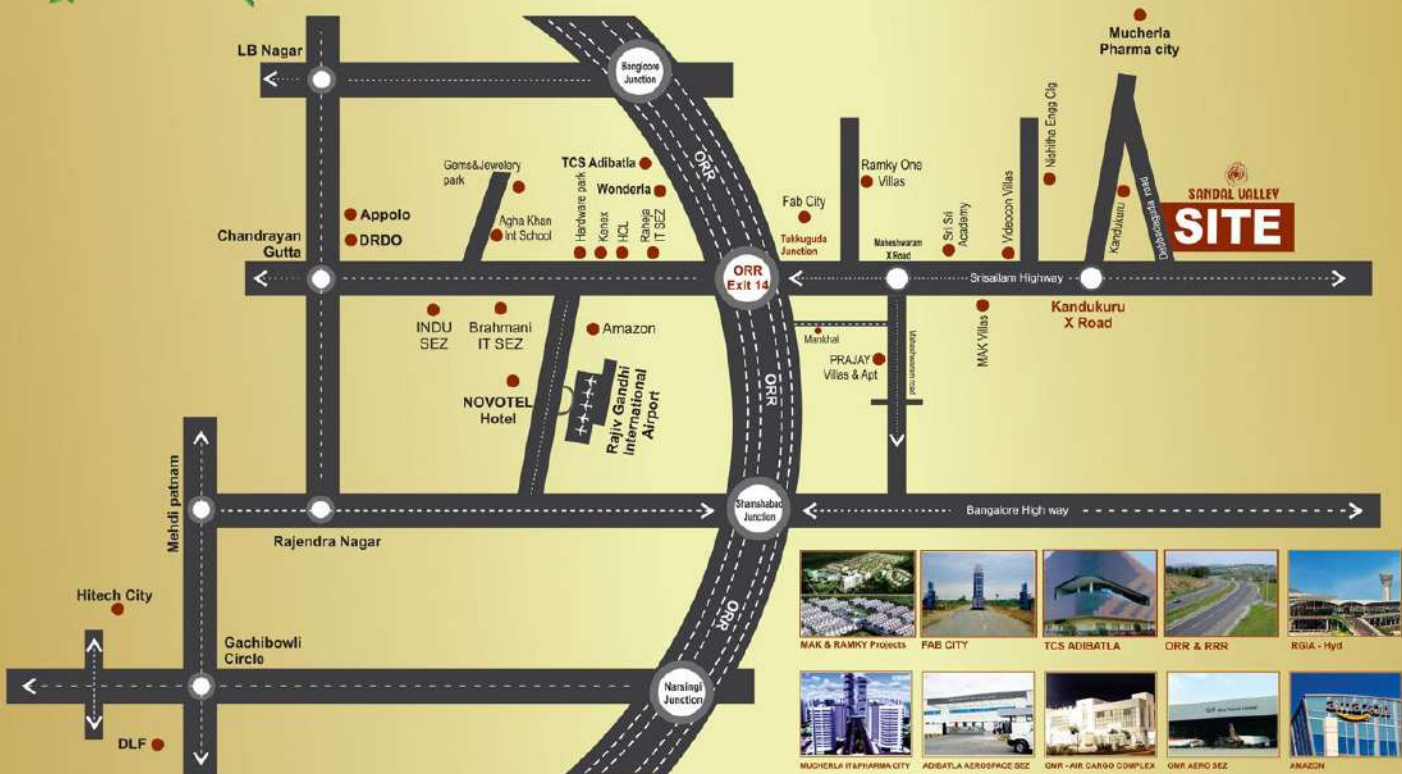 Mucherla
Pharma city
LB Nagar
Banglore
Junction
ORR
Gems&Jewelery
park
TCS Adibatla
Wonderla
Appolo
DRDO
Agha Khan
Int School
Hardware park
Kenex
HCL
Raheja
IT SEZ
Chandrayan
Gutta
Fab City
Tukkuguda
Junction
Ramky One
Villas
Maheshwaram
X Road
Sri Sri
Academy
Videocon Villas
Nishitha Engg Clg
Kandukuru
Debbadaguda road
SANDAL VALLEY
SITE
ORR
Exit 14
Srisailam Highway
Kandukuru
X Road
INDU
SEZ
Brahmani
IT SEZ
Amazon
NOVOTEL
Hotel
Rajiv Gandhi
International
Airport
ORR
Mankhal
PRAJAY
Villas & Apt
Maheshwaram road
MAK Villas
Mehdi patnam
Rajendra Nagar
Shamshabad
Junction
Bangalore High way
Hitech City
Gachibowli
Circle
DLF
ORR
Narsingi
Junction
MAK & RAMKY Projects
FAB CITY
TCS ADIBATLA
ORR & RRR
RGIA - Hyd
MUCHERLA IT&PHARMA CITY
ADIBATLA AEROSPACE SEZ
GMR - AIR CARGO COMPLEX
GMR AERO SEZ
amazon
AMAZON